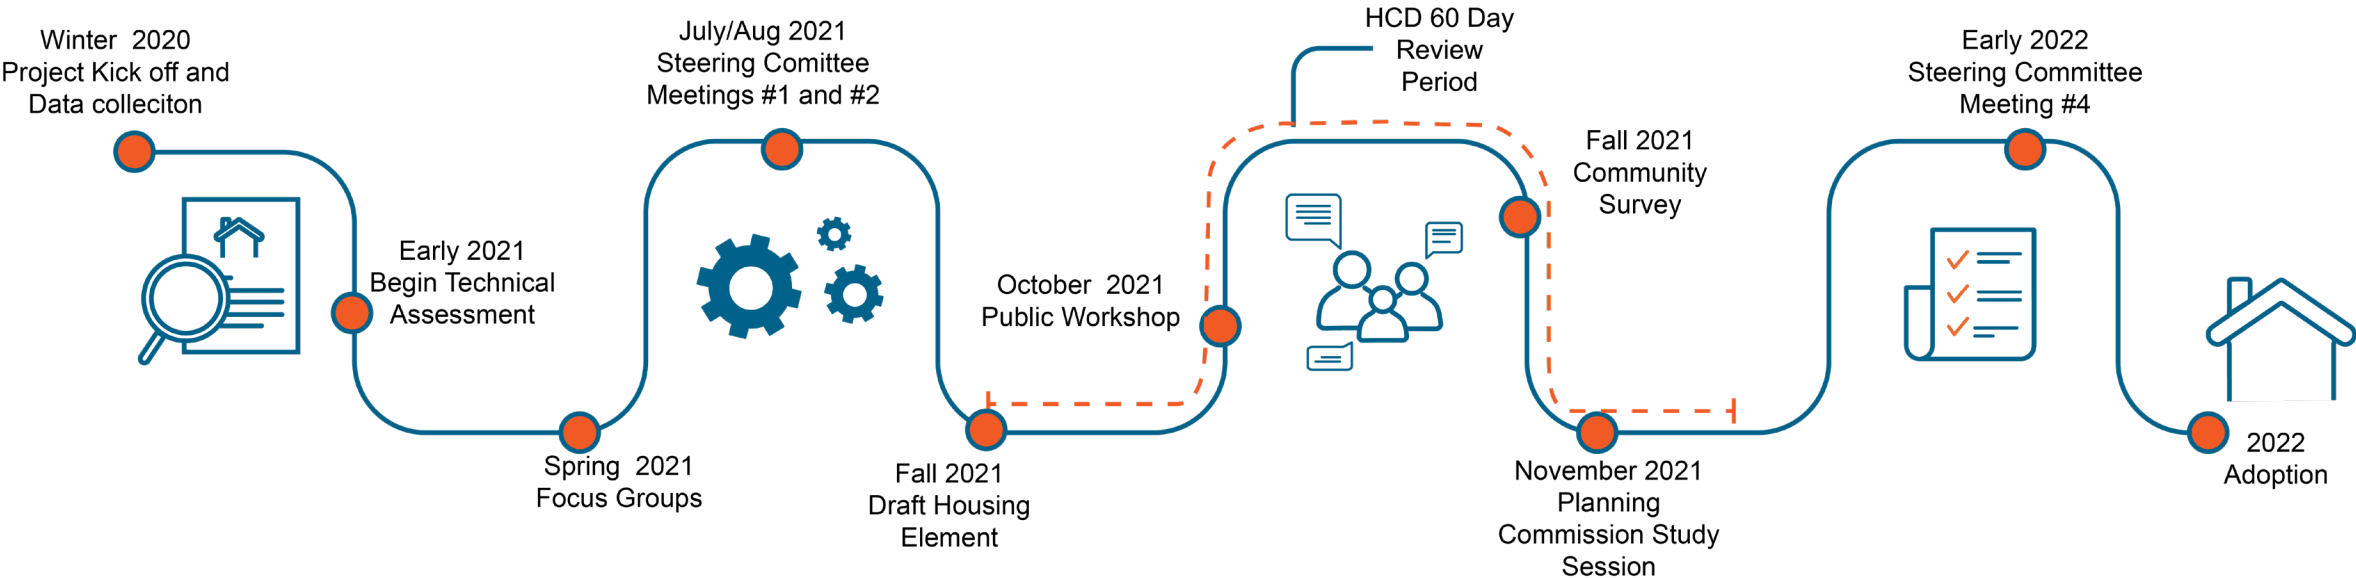 Winter 2020
Project Kick off and
Data colleciton
Early 2021
Begin Technical
Assessment
Spring 2021
Focus Groups
July/Aug 2021
Steering Comittee
Meetings #1 and #2
Fall 2021
Draft Housing
Element
October 2021
Public Workshop
HCD 60 Day
Review
Period
Fall 2021
Community
Survey
November 2021
Planning
Commission Study
Session
Early 2022
Steering Committee
Meeting #4
2022
Adoption